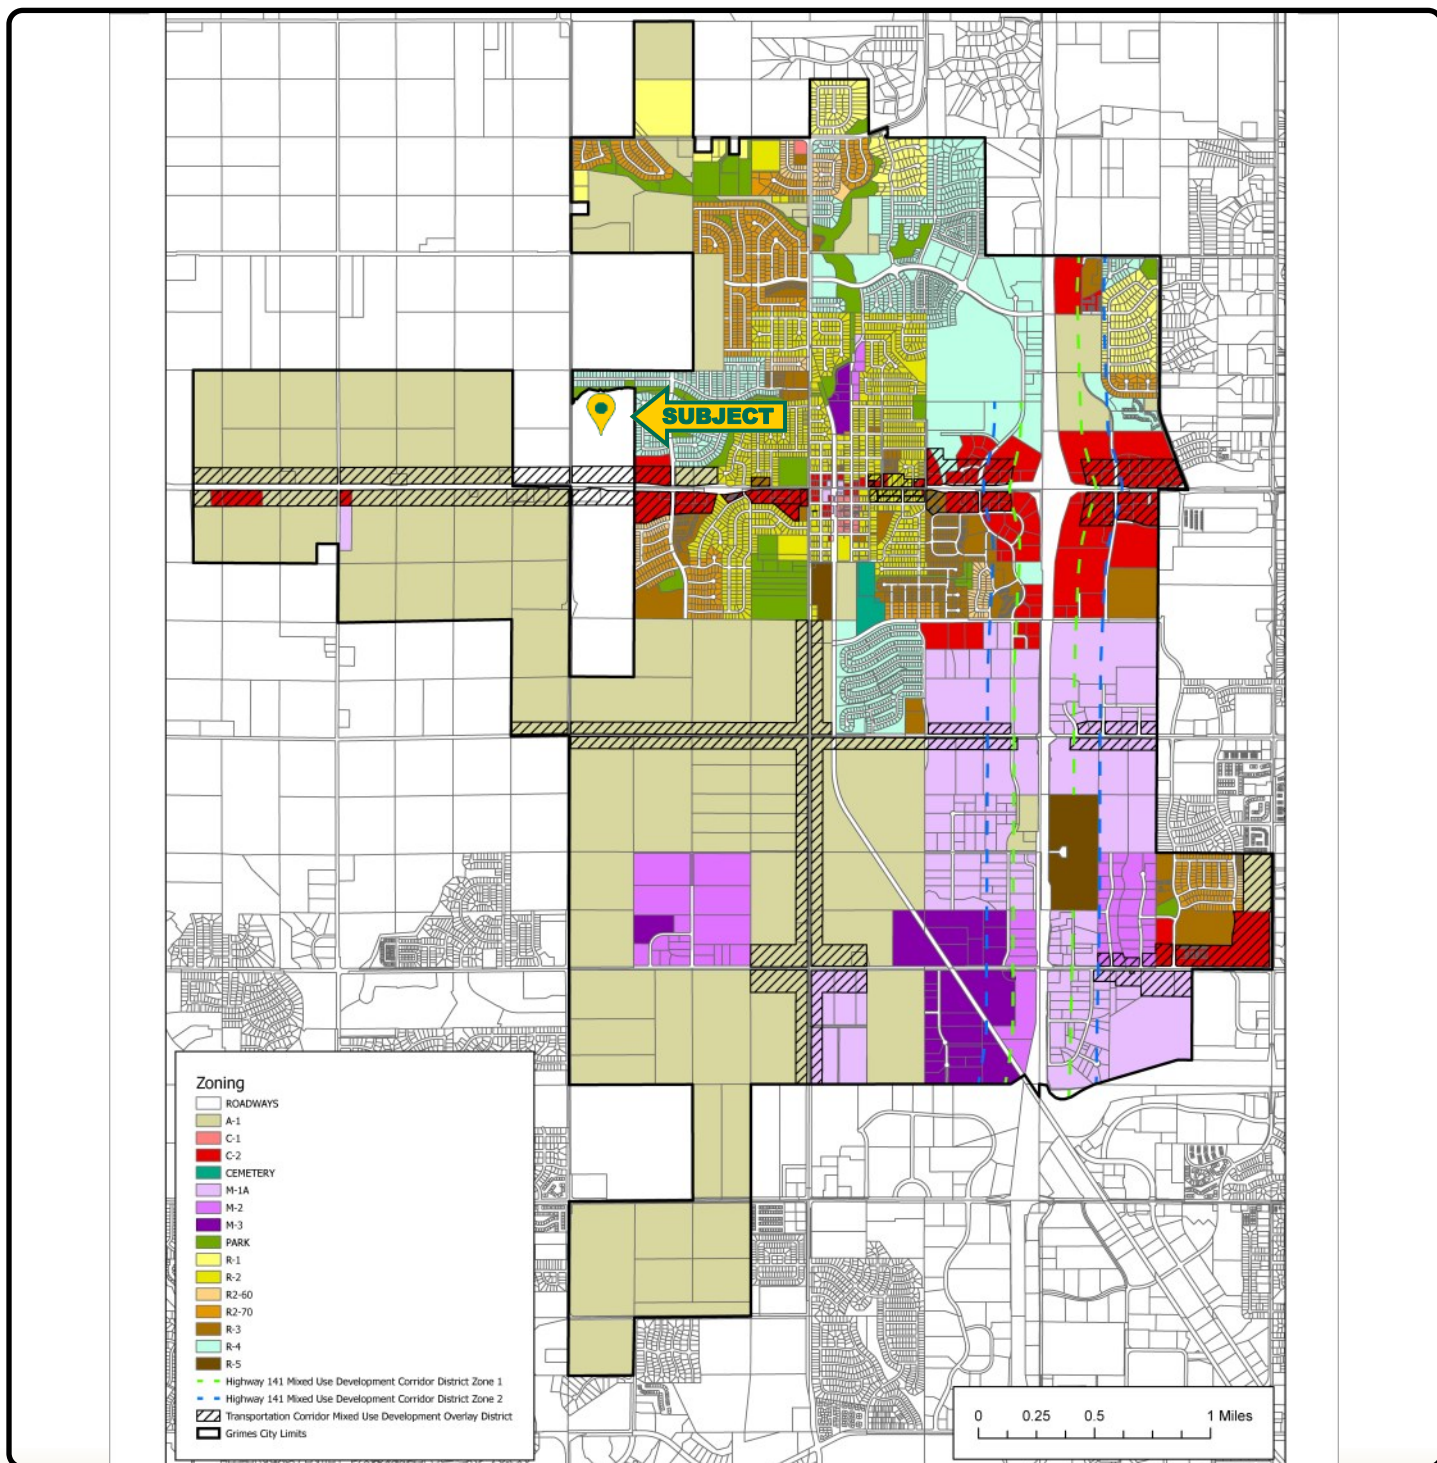 SUBJECT
Zoning
ROADWAYS
A-1
C-1
C-2
CEMETERY
M-1A
M-2
M-3
PARK
R-1
R-2
R2-60
R2-70
R-3
R-4
R-5
Highway 141 Mixed Use Development Corridor District Zone 1
Highway 141 Mixed Use Development Corridor District Zone 2
Transportation Corridor Mixed Use Development Overlay District
Grimes City Limits
0 0.25 0.5 1 Miles